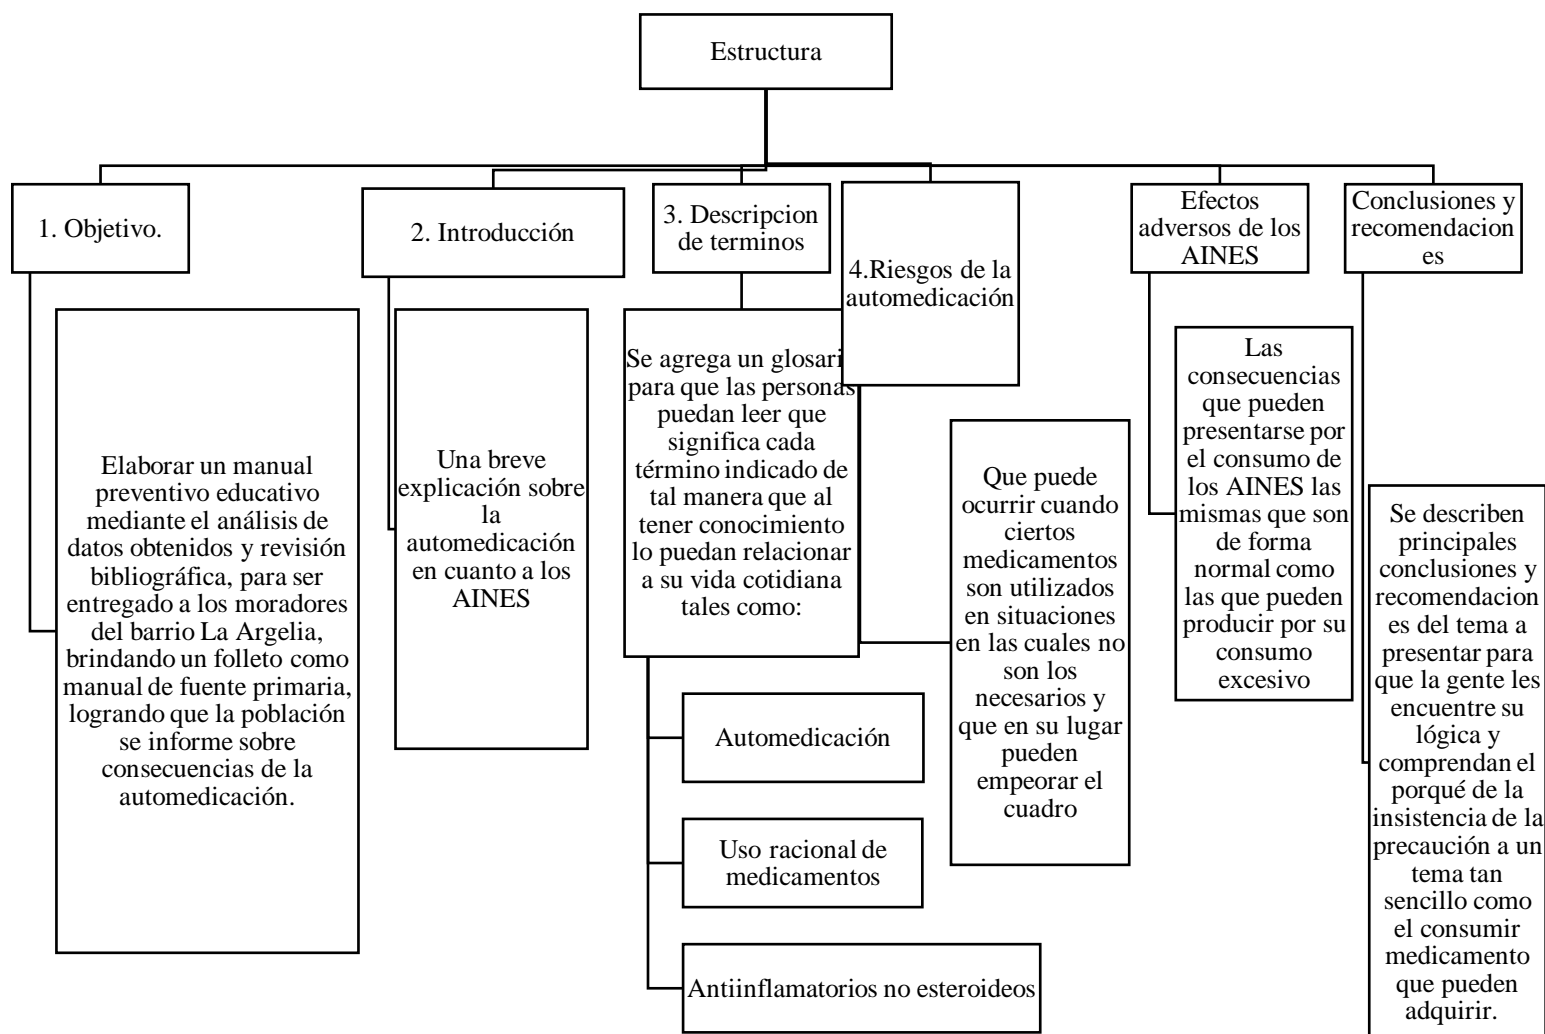 Estructura
1. Objetivo.
Elaborar un manual
preventivo educativo
mediante el análisis de
datos obtenidos y revisión
bibliográfica, para ser
entregado a los moradores
del barrio La Argelia,
brindando un folleto como
manual de fuente primaria,
logrando que la población
se informe sobre
consecuencias de la
automedicación.
2. Introducción
Una breve
explicación sobre
la
automedicación
en cuanto a los
AINES
3. Descripcion
de terminos
Se agrega un glosari
para que las personas
puedan leer que
significa cada
término indicado de
tal manera que al
tener conocimiento
lo puedan relacionar
a su vida cotidiana
tales como:
Automedicación
Uso racional de
medicamentos
Antiinflamatorios no esteroideos
4.Riesgos de la
automedicación
Que puede
ocurrir cuando
ciertos
medicamentos
son utilizados
en situaciones
en las cuales no
son los
necesarios y
que en su lugar
pueden
empeorar el
cuadro
Efectos
adversos de los
AINES
Las
consecuencias
que pueden
presentarse por
el consumo de
los AINES las
mismas que son
de forma
normal como
las que pueden
producir por su
consumo
excesivo
Conclusiones y
recomendacion
es
Se describen
principales
conclusiones y
recomendacion
es del tema a
presentar para
que la gente les
encuentre su
lógica y
comprendan el
porqué de la
insistencia de la
precaución a un
tema tan
sencillo como
el consumir
medicamento
que pueden
adquirir.